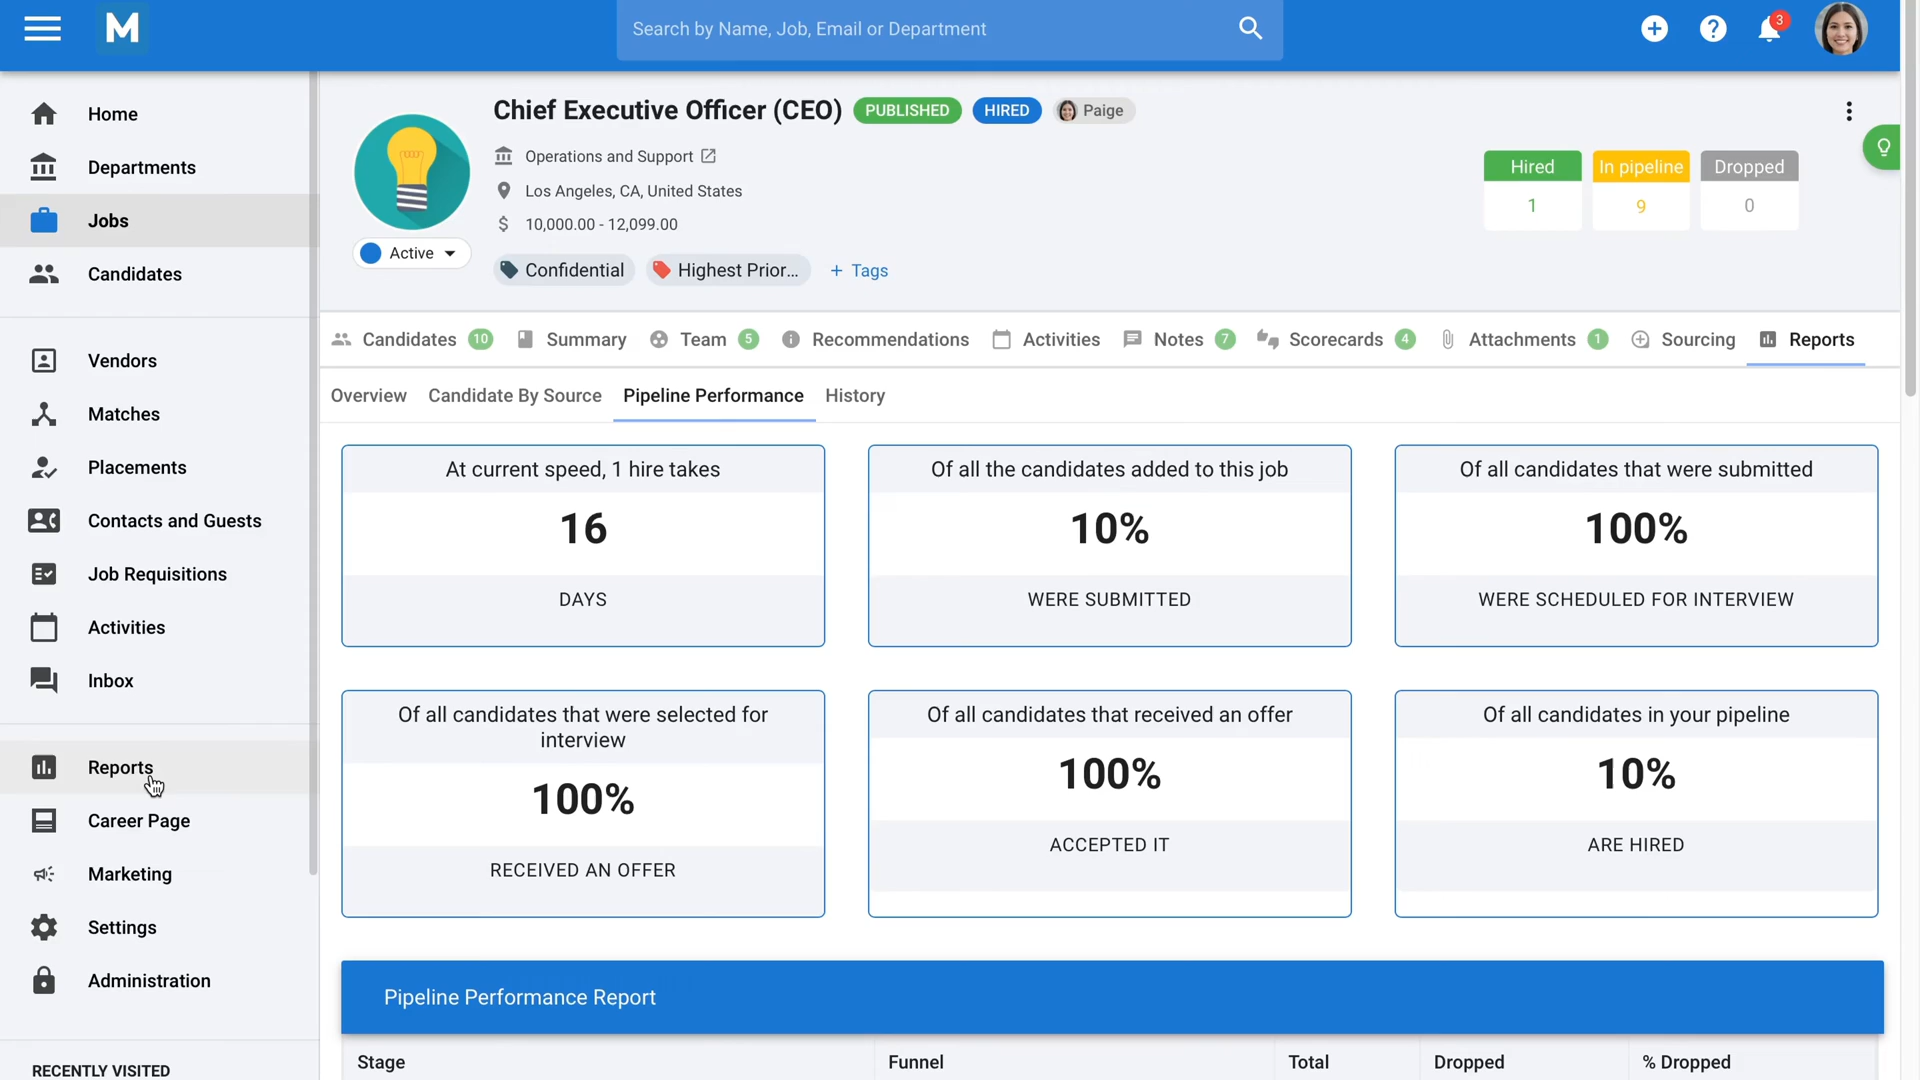 M
Search by Name, Job, Email or Department
3
Home
Departments
Jobs
Candidates
Vendors
Matches
Placements
Contacts and Guests
Job Requisitions
Activities
Inbox
Reports
Career Page
Marketing
Settings
Administration
RECENTLY VISITED
Chief Executive Officer (CEO) PUBLISHED HIRED Paige
Operations and Support
Los Angeles, CA, United States
$ 10,000.00 - 12,099.00
Active
Confidential Highest Prior... + Tags
Hired In pipeline Dropped
1 9 0
Candidates 10 Summary Team 5 Recommendations Activities Notes 7 Scorecards 4 Attachments 1 Sourcing Reports
Overview Candidate By Source Pipeline Performance History
At current speed, 1 hire takes
16
DAYS
Of all the candidates added to this job
10%
WERE SUBMITTED
Of all candidates that were submitted
100%
WERE SCHEDULED FOR INTERVIEW
Of all candidates that were selected for
interview
100%
RECEIVED AN OFFER
Of all candidates that received an offer
100%
ACCEPTED IT
Of all candidates in your pipeline
10%
ARE HIRED
Pipeline Performance Report
Stage Funnel Total Dropped % Dropped